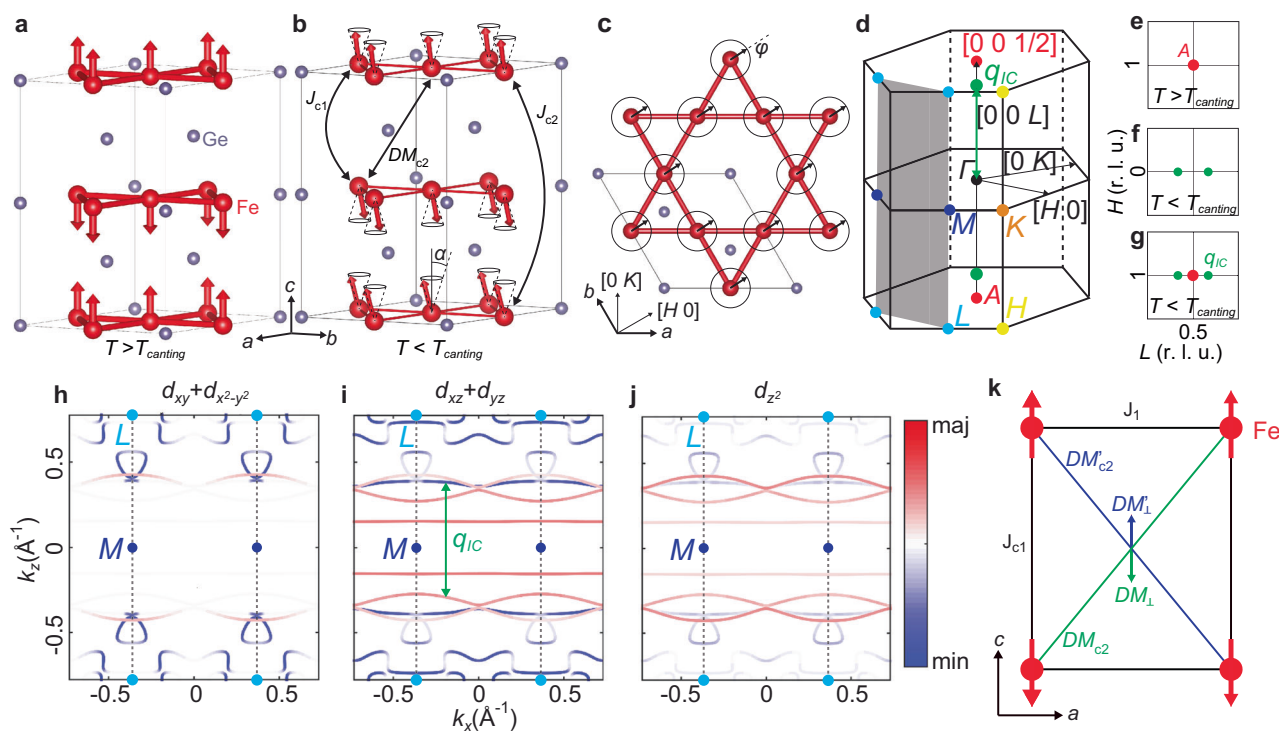 a
Ge
Fe
c
a
b
T > T_canting
b
J_c1
DM_c2
J_c2
α
T < T_canting
c
φ
b
[0 K]
[H 0]
a
d
[0 0 1/2]
q_IC
[0 0 L]
Γ
[0 K]
[H 0]
M
K
A
L
H
e
A
1
T > T_canting
f
0
T < T_canting
g
q_IC
1
T < T_canting
0.5
L (r. l. u.)
H (r. l. u.)
h
d_xy+d_x²-y²
L
M
0.5
0
-0.5
k_z(Å⁻¹)
-0.5
0
0.5
i
d_xz+d_yz
L
M
q_IC
-0.5
0
0.5
k_x(Å⁻¹)
j
d_z²
L
M
-0.5
0
0.5
maj
min
k
J_1
Fe
DM'_c2
DM'_⊥
J_c1
DM_⊥
DM_c2
c
a